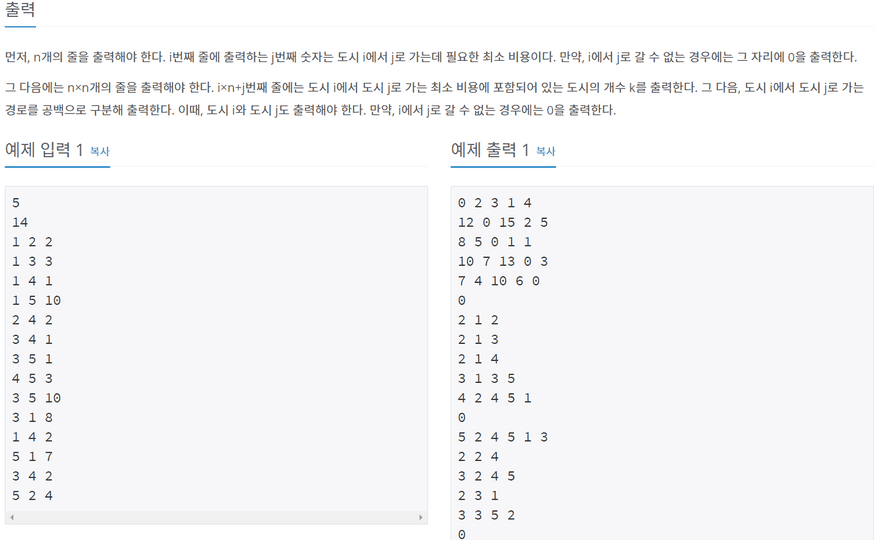 출력
먼저, n개의 줄을 출력해야 한다. i번째 줄에 출력하는 j번째 숫자는 도시 i에서 j로 가는데 필요한 최소 비용이다. 만약, i에서 j로 갈 수 없는 경우에는 그 자리에 0을 출력한다.
그 다음에는 n×n개의 줄을 출력해야 한다. i×n+j번째 줄에는 도시 i에서 도시 j로 가는 최소 비용에 포함되어 있는 도시의 개수 k를 출력한다. 그 다음, 도시 i에서 도시 j로 가는
경로를 공백으로 구분해 출력한다. 이때, 도시 i와 도시 j도 출력해야 한다. 만약, i에서 j로 갈 수 없는 경우에는 0을 출력한다.
예제 입력 1 복사
5
14
1 2 2
1 3 3
1 4 1
1 5 10
2 4 2
3 4 1
3 5 1
4 5 3
3 5 10
3 1 8
1 4 2
5 1 7
3 4 2
5 2 4
예제 출력 1 복사
0 2 3 1 4
12 0 15 2 5
8 5 0 1 1
10 7 13 0 3
7 4 10 6 0
0
2 1 2
2 1 3
2 1 4
3 1 3 5
4 2 4 5 1
0
5 2 4 5 1 3
2 2 4
3 2 4 5
2 3 1
3 3 5 2
0